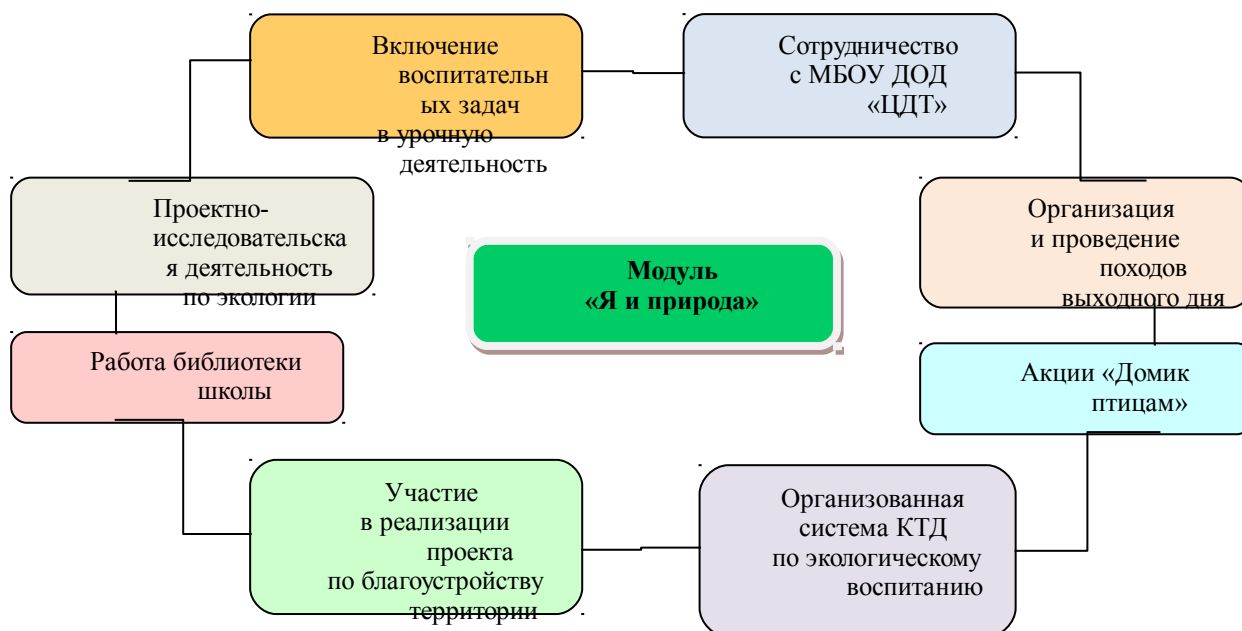 Включение
воспитательн
ых задач
в урочную
деятельность
Сотрудничество
с МБОУ ДОД
«ЦДТ»
Проектно-
исследовательска
я деятельность
по экологии
Модуль
«Я и природа»
Организация
и проведение
походов
выходного дня
Работа библиотеки
школы
Акции «Домик
птицам»
Участие
в реализации
проекта
по благоустройству
территории
Организованная
система КТД
по экологическому
воспитанию